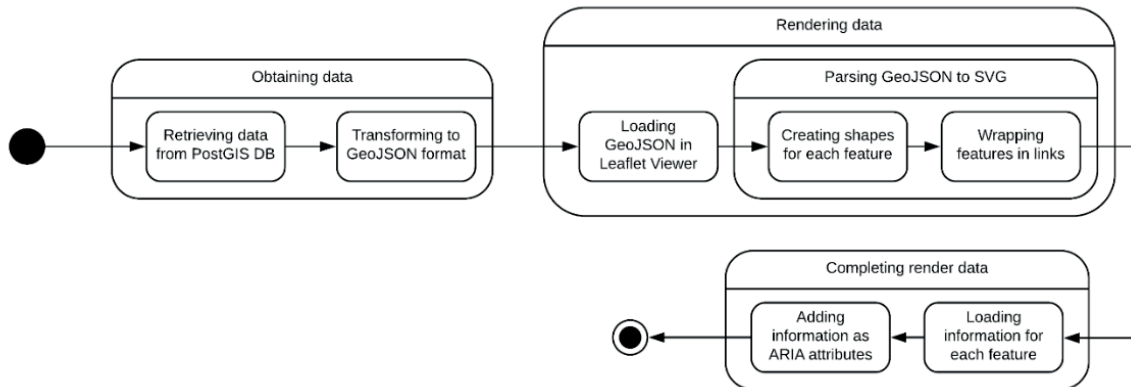 Rendering data
Obtaining data
Parsing GeoJSON to SVG
Retrieving data
from PostGIS DB
Transforming to
GeoJSON format
Loading
GeoJSON in
Leaflet Viewer
Creating shapes
for each feature
Wrapping
features in links
Completing render data
Adding
information as
ARIA attributes
Loading
information for
each feature